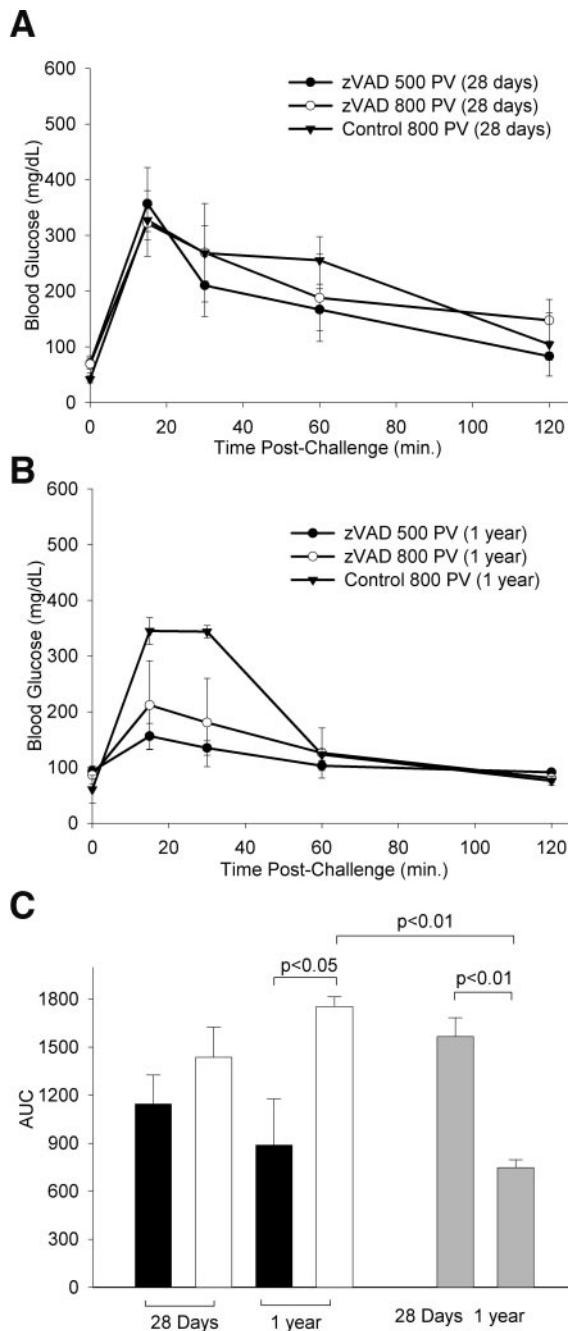 A
600
500
400
300
200
100
0
Blood Glucose (mg/dL)
zVAD 500 PV (28 days)
zVAD 800 PV (28 days)
Control 800 PV (28 days)
0 20 40 60 80 100 120
Time Post-Challenge (min.)
B
600
500
400
300
200
100
0
Blood Glucose (mg/dL)
zVAD 500 PV (1 year)
zVAD 800 PV (1 year)
Control 800 PV (1 year)
0 20 40 60 80 100 120
Time Post-Challenge (min.)
C
p<0.01
p<0.05
p<0.01
1800
1500
1200
900
600
300
0
AUC
28 Days 1 year 28 Days 1 year